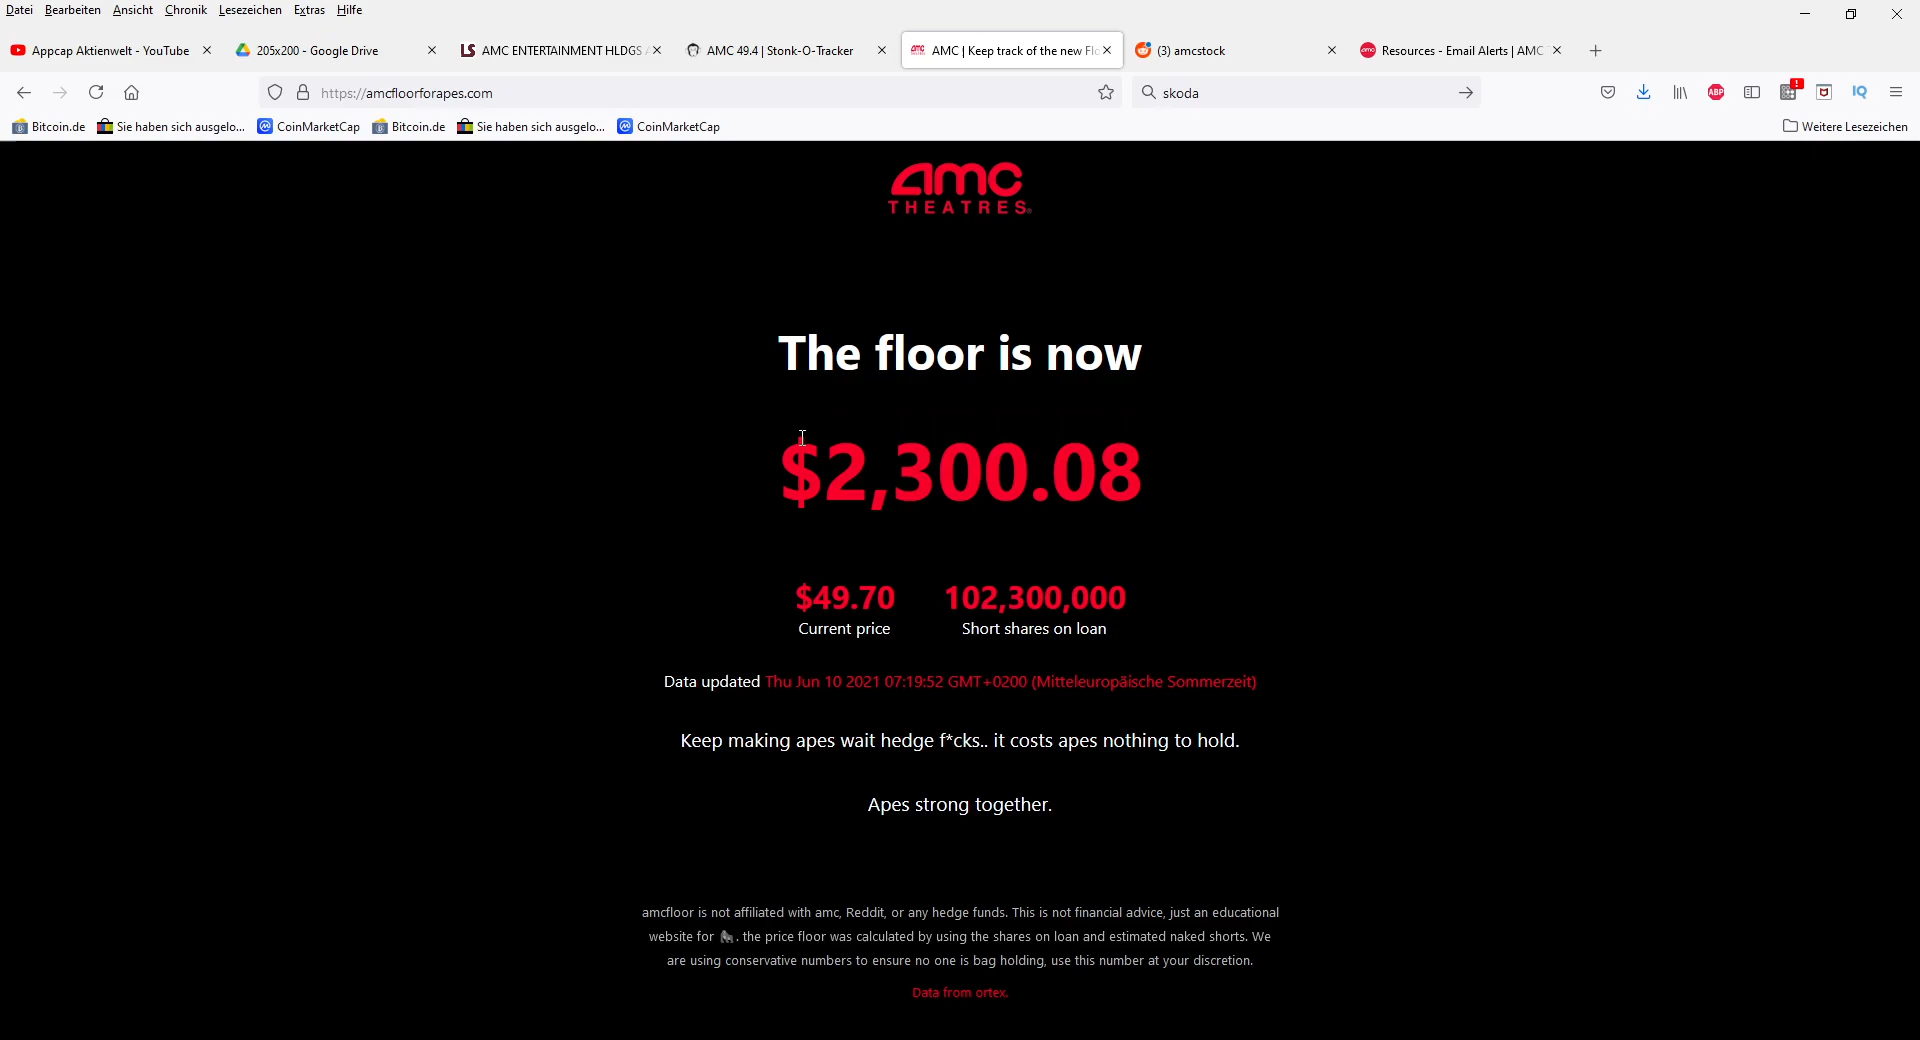 Datei Bearbeiten Ansicht Chronik Lesezeichen Extras Hilfe
Appcap Aktienwelt - YouTube 205x200 - Google Drive AMC ENTERTAINMENT HLDGS AMC 49.4 | Stonk-O-Tracker AMC | Keep track of the new Flo (3) amcstock Resources - Email Alerts | AMC
https://amcfloorforapes.com skoda ABP IQ
Bitcoin.de Sie haben sich ausgelo... CoinMarketCap Bitcoin.de Sie haben sich ausgelo... CoinMarketCap Weitere Lesezeichen
amc
THEATRES®
The floor is now
$2,300.08
$49.70 102,300,000
Current price Short shares on loan
Data updated Thu Jun 10 2021 07:19:52 GMT+0200 (Mitteleuropäische Sommerzeit)
Keep making apes wait hedge f*cks.. it costs apes nothing to hold.
Apes strong together.
amcfloor is not affiliated with amc, Reddit, or any hedge funds. This is not financial advice, just an educational
website for 🦍. the price floor was calculated by using the shares on loan and estimated naked shorts. We
are using conservative numbers to ensure no one is bag holding, use this number at your discretion.
Data from ortex.